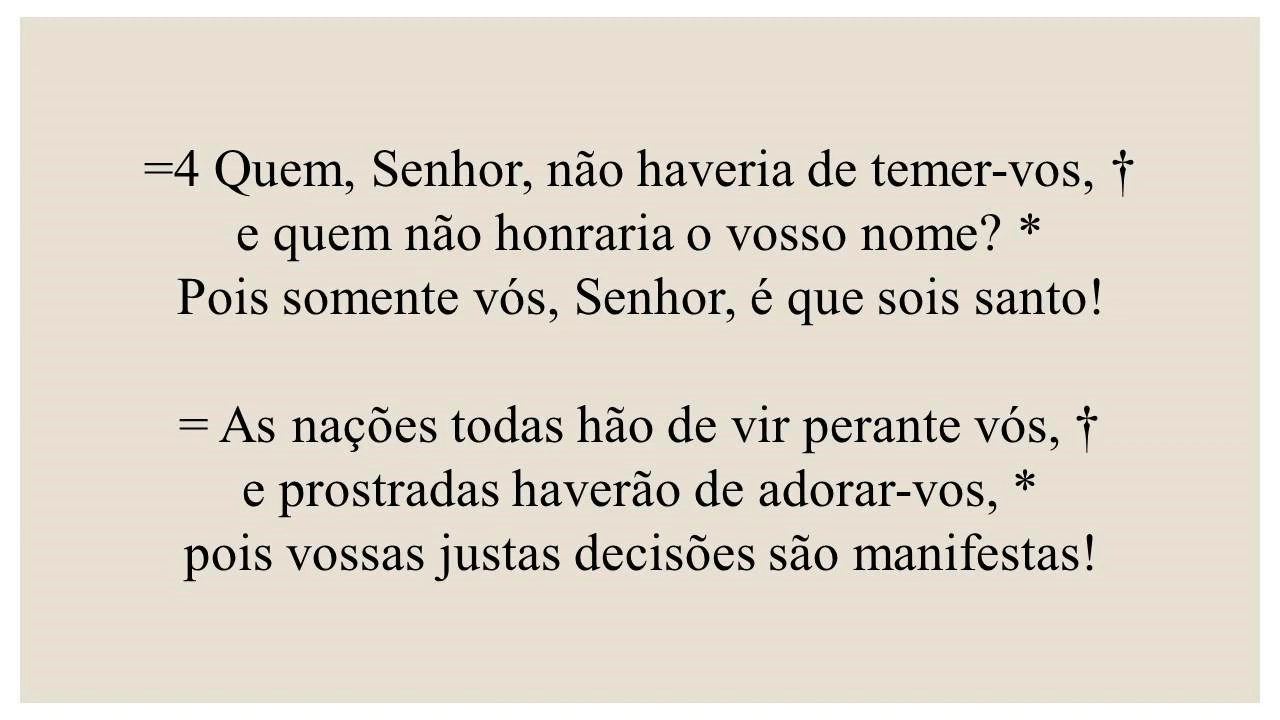 =4 Quem, Senhor, não haveria de temer-vos, †
e quem não honraria o vosso nome? *
Pois somente vós, Senhor, é que sois santo!
= As nações todas hão de vir perante vós, †
e prostradas haverão de adorar-vos, *
pois vossas justas decisões são manifestas!